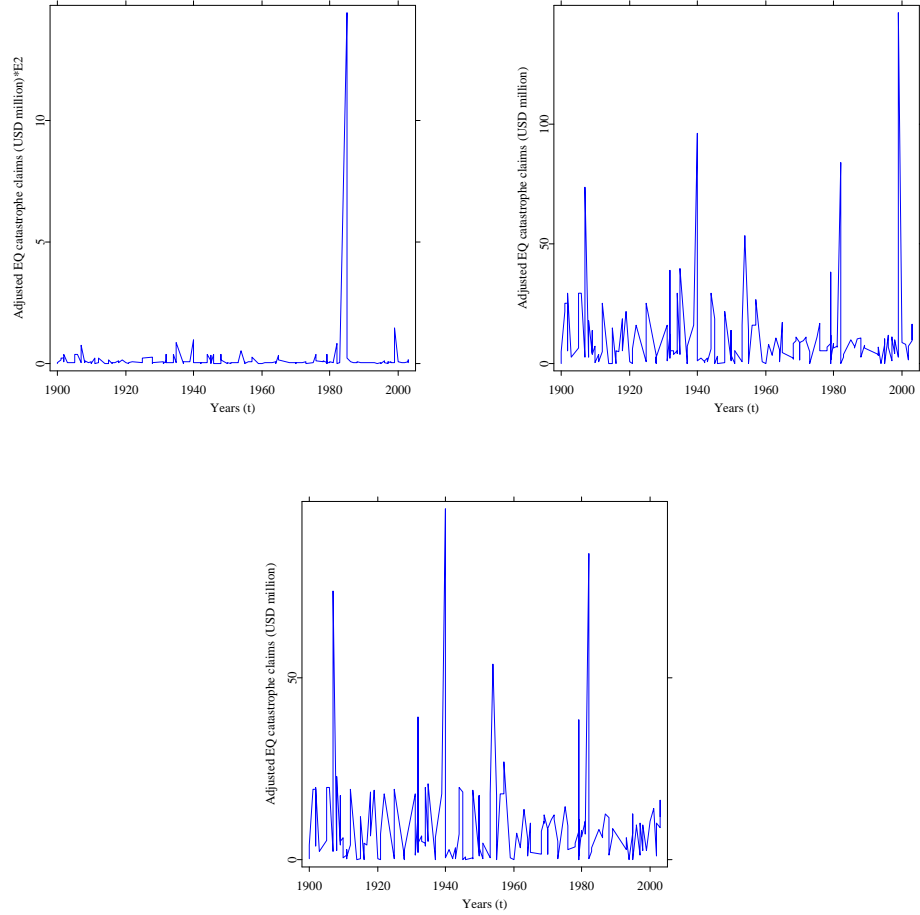 Adjusted EQ catastrophe claims (USD million)*E2
10
5
0
1900 1920 1940 1960 1980 2000
Years (t)
Adjusted EQ catastrophe claims (USD million)
100
50
0
1900 1920 1940 1960 1980 2000
Years (t)
Adjusted EQ catastrophe claims (USD million)
50
0
1900 1920 1940 1960 1980 2000
Years (t)